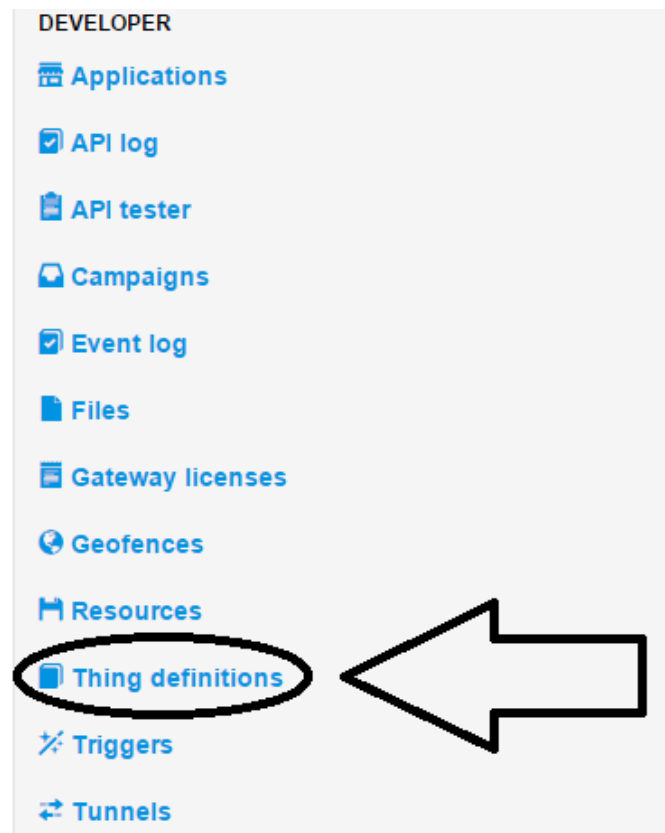 DEVELOPER
Applications
API log
API tester
Campaigns
Event log
Files
Gateway licenses
Geofences
Resources
Thing definitions
Triggers
Tunnels